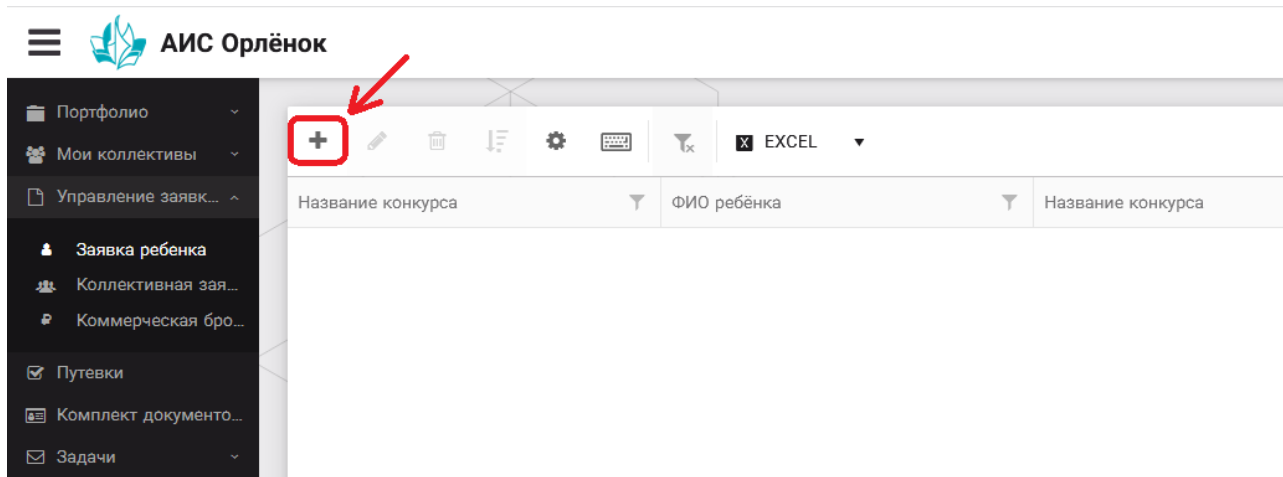 АИС Орлёнок
Портфолио
Мои коллективы
Управление заявк...
Заявка ребенка
Коллективная зая...
Коммерческая бро...
Путевки
Комплект документо...
Задачи
X EXCEL
Название конкурса ФИО ребёнка Название конкурса